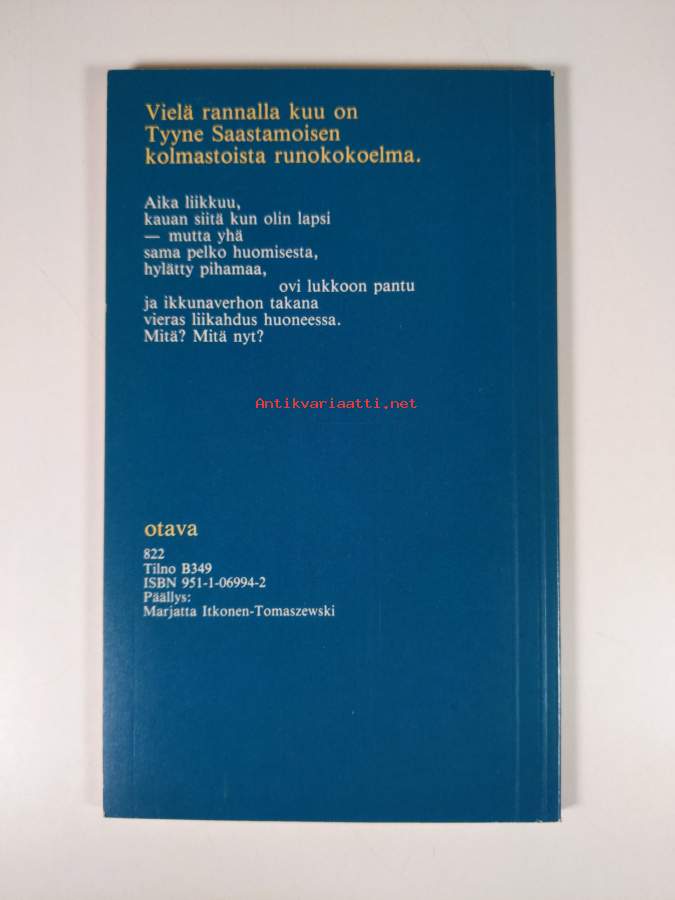 Vielä rannalla kuu on
Tyyne Saastamoisen
kolmastoista runokokoelma.
Aika liikkuu,
kauan siitä kun olin lapsi
— mutta yhä
sama pelko huomisesta,
hylätty pihamaa,
ovi lukkoon pantu
ja ikkunaverhon takana
vieras liikahdus huoneessa.
Mitä? Mitä nyt?
Antikvariaatti.net
otava
822
Tilno B349
ISBN 951-1-06994-2
Päällys:
Marjatta Itkonen-Tomaszewski